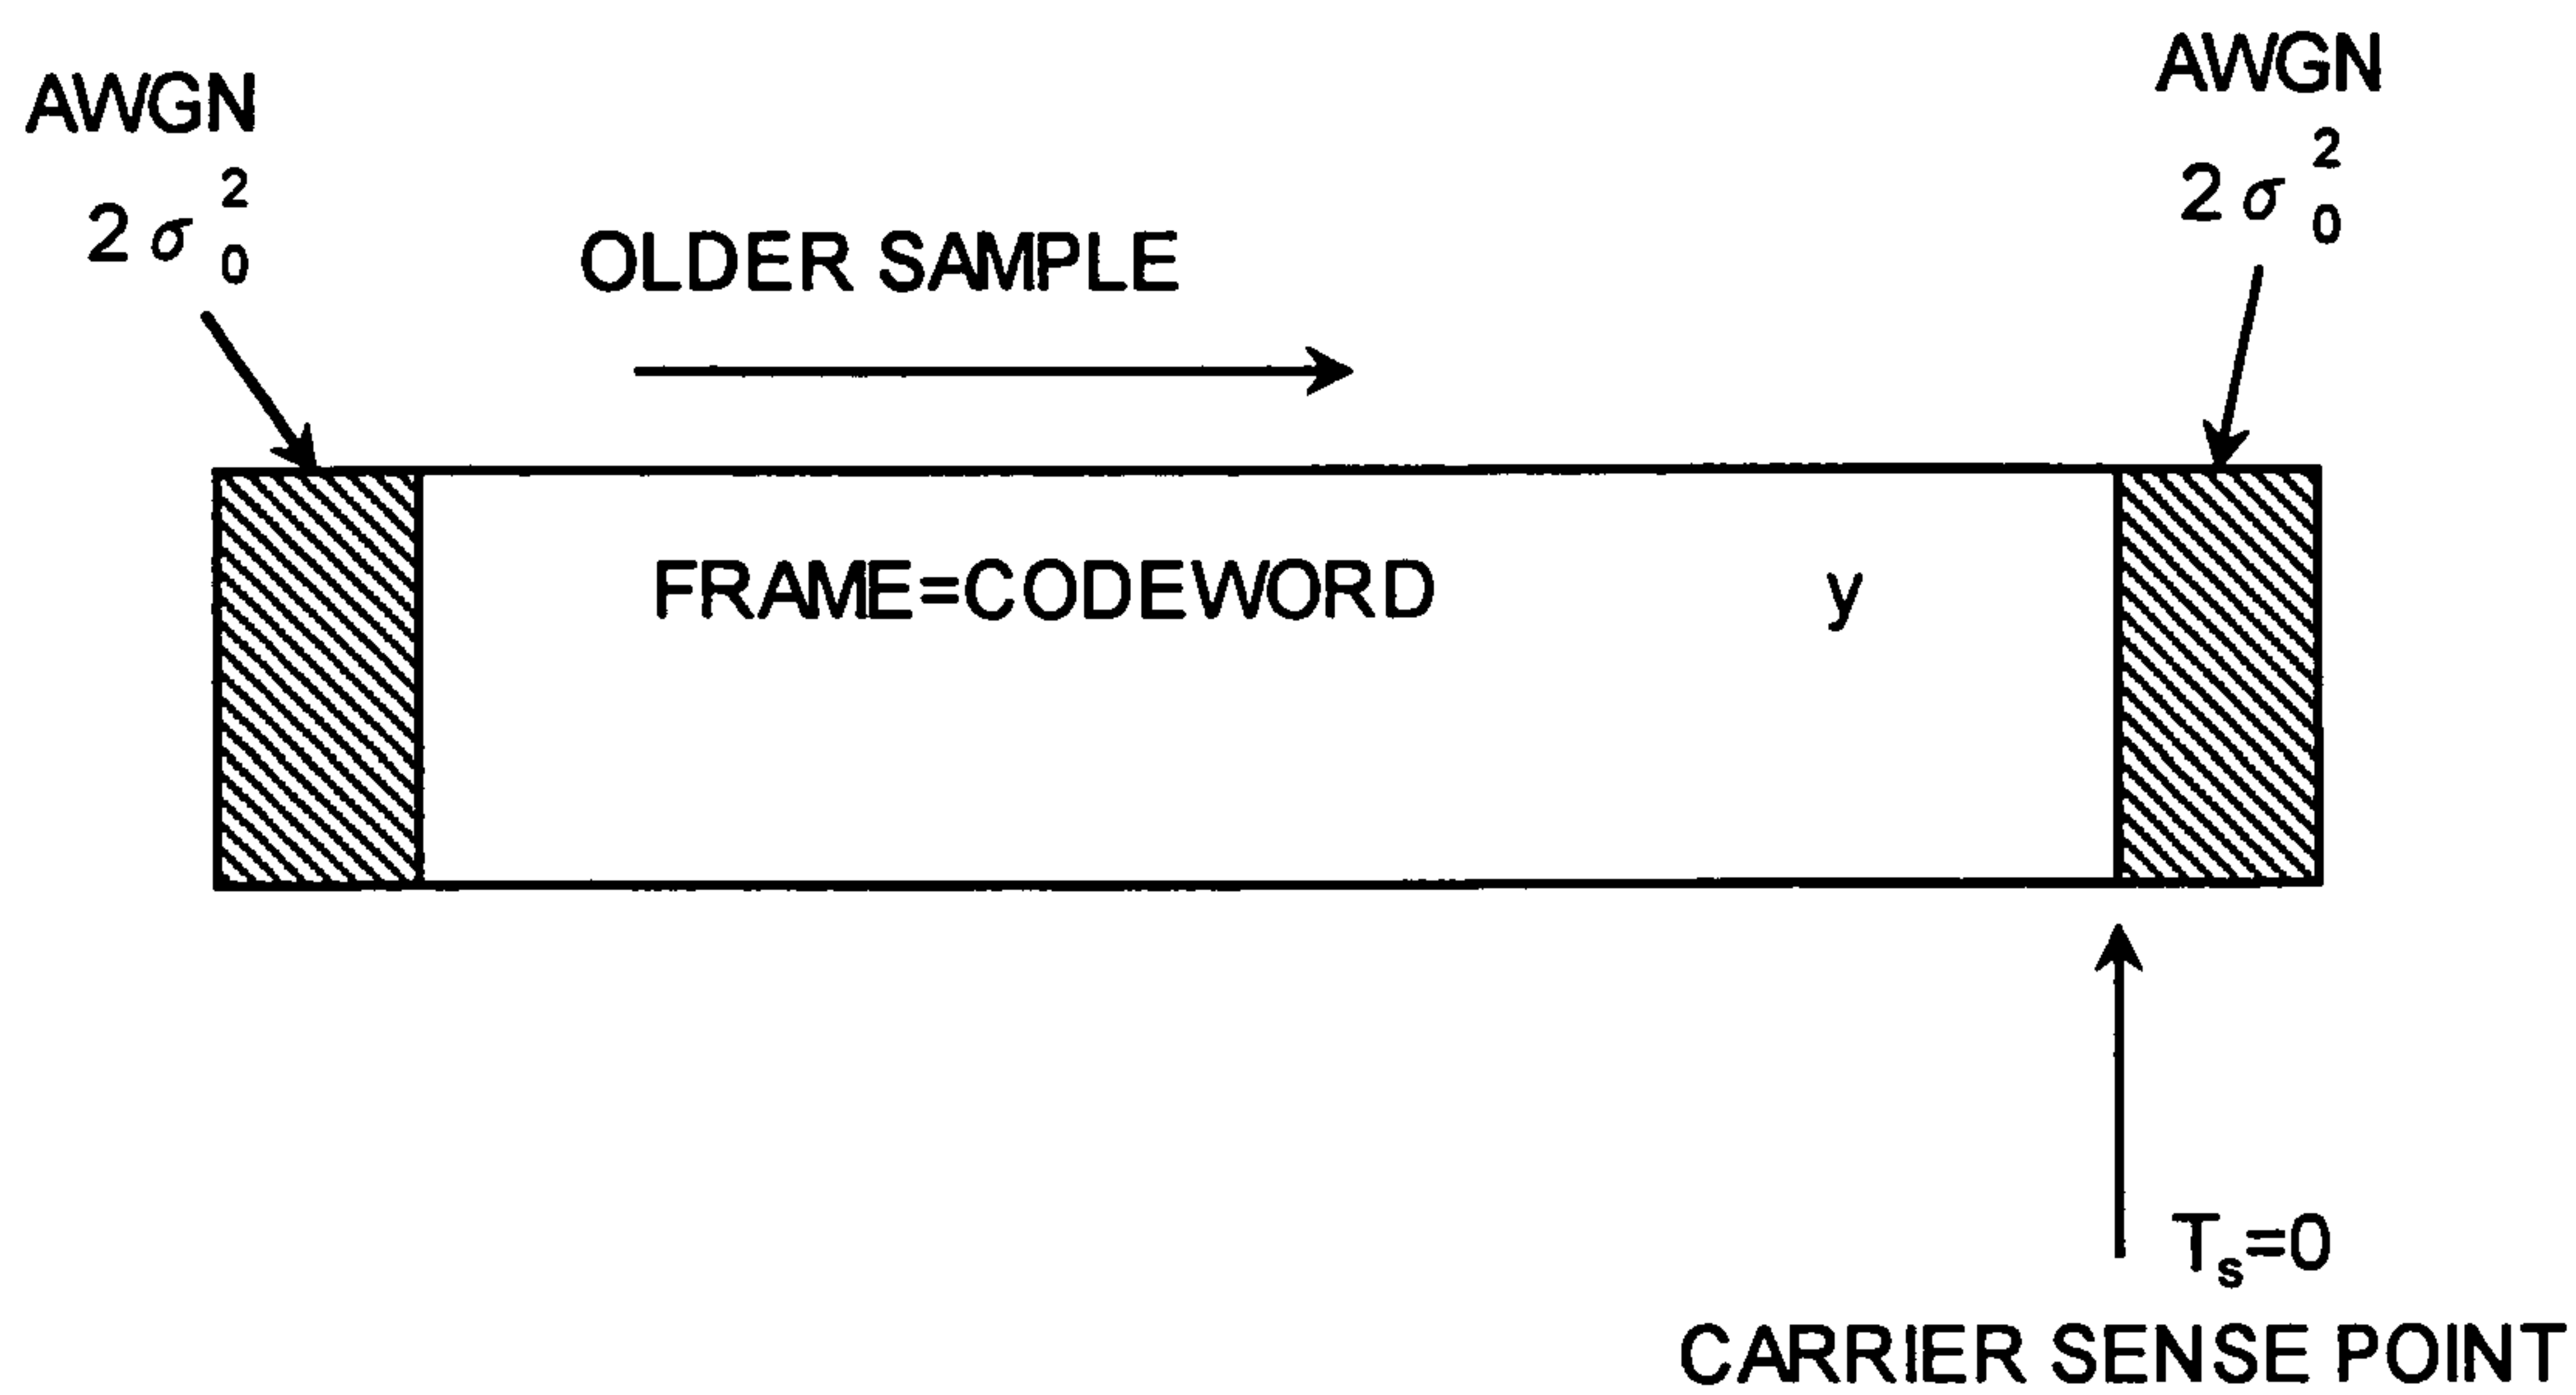 AWGN
2σ₀²
AWGN
2σ₀²
OLDER SAMPLE
FRAME=CODEWORD
y
Tₛ=0
CARRIER SENSE POINT